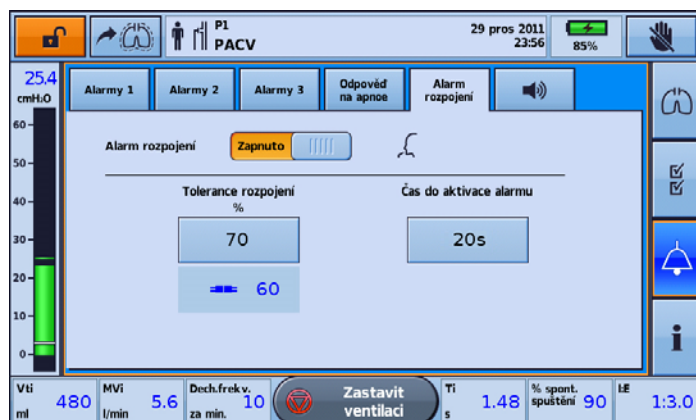 P1
PACV
29 pros 2011
23:56
85%
25.4
cmH₂O
Alarmy 1
Alarmy 2
Alarmy 3
Odpověď
na apnoe
Alarm
rozpojení
60
50
40
30
20
10
0
Alarm rozpojení
Zapnuto
Tolerance rozpojení
%
70
60
Čas do aktivace alarmu
20s
Vti
480
ml
MVi
5.6
l/min
Dech.frekv.
10
za min.
Zastavit
ventilaci
Ti
1.48
s
% spont.
spuštění
90
I:E
1:3.0